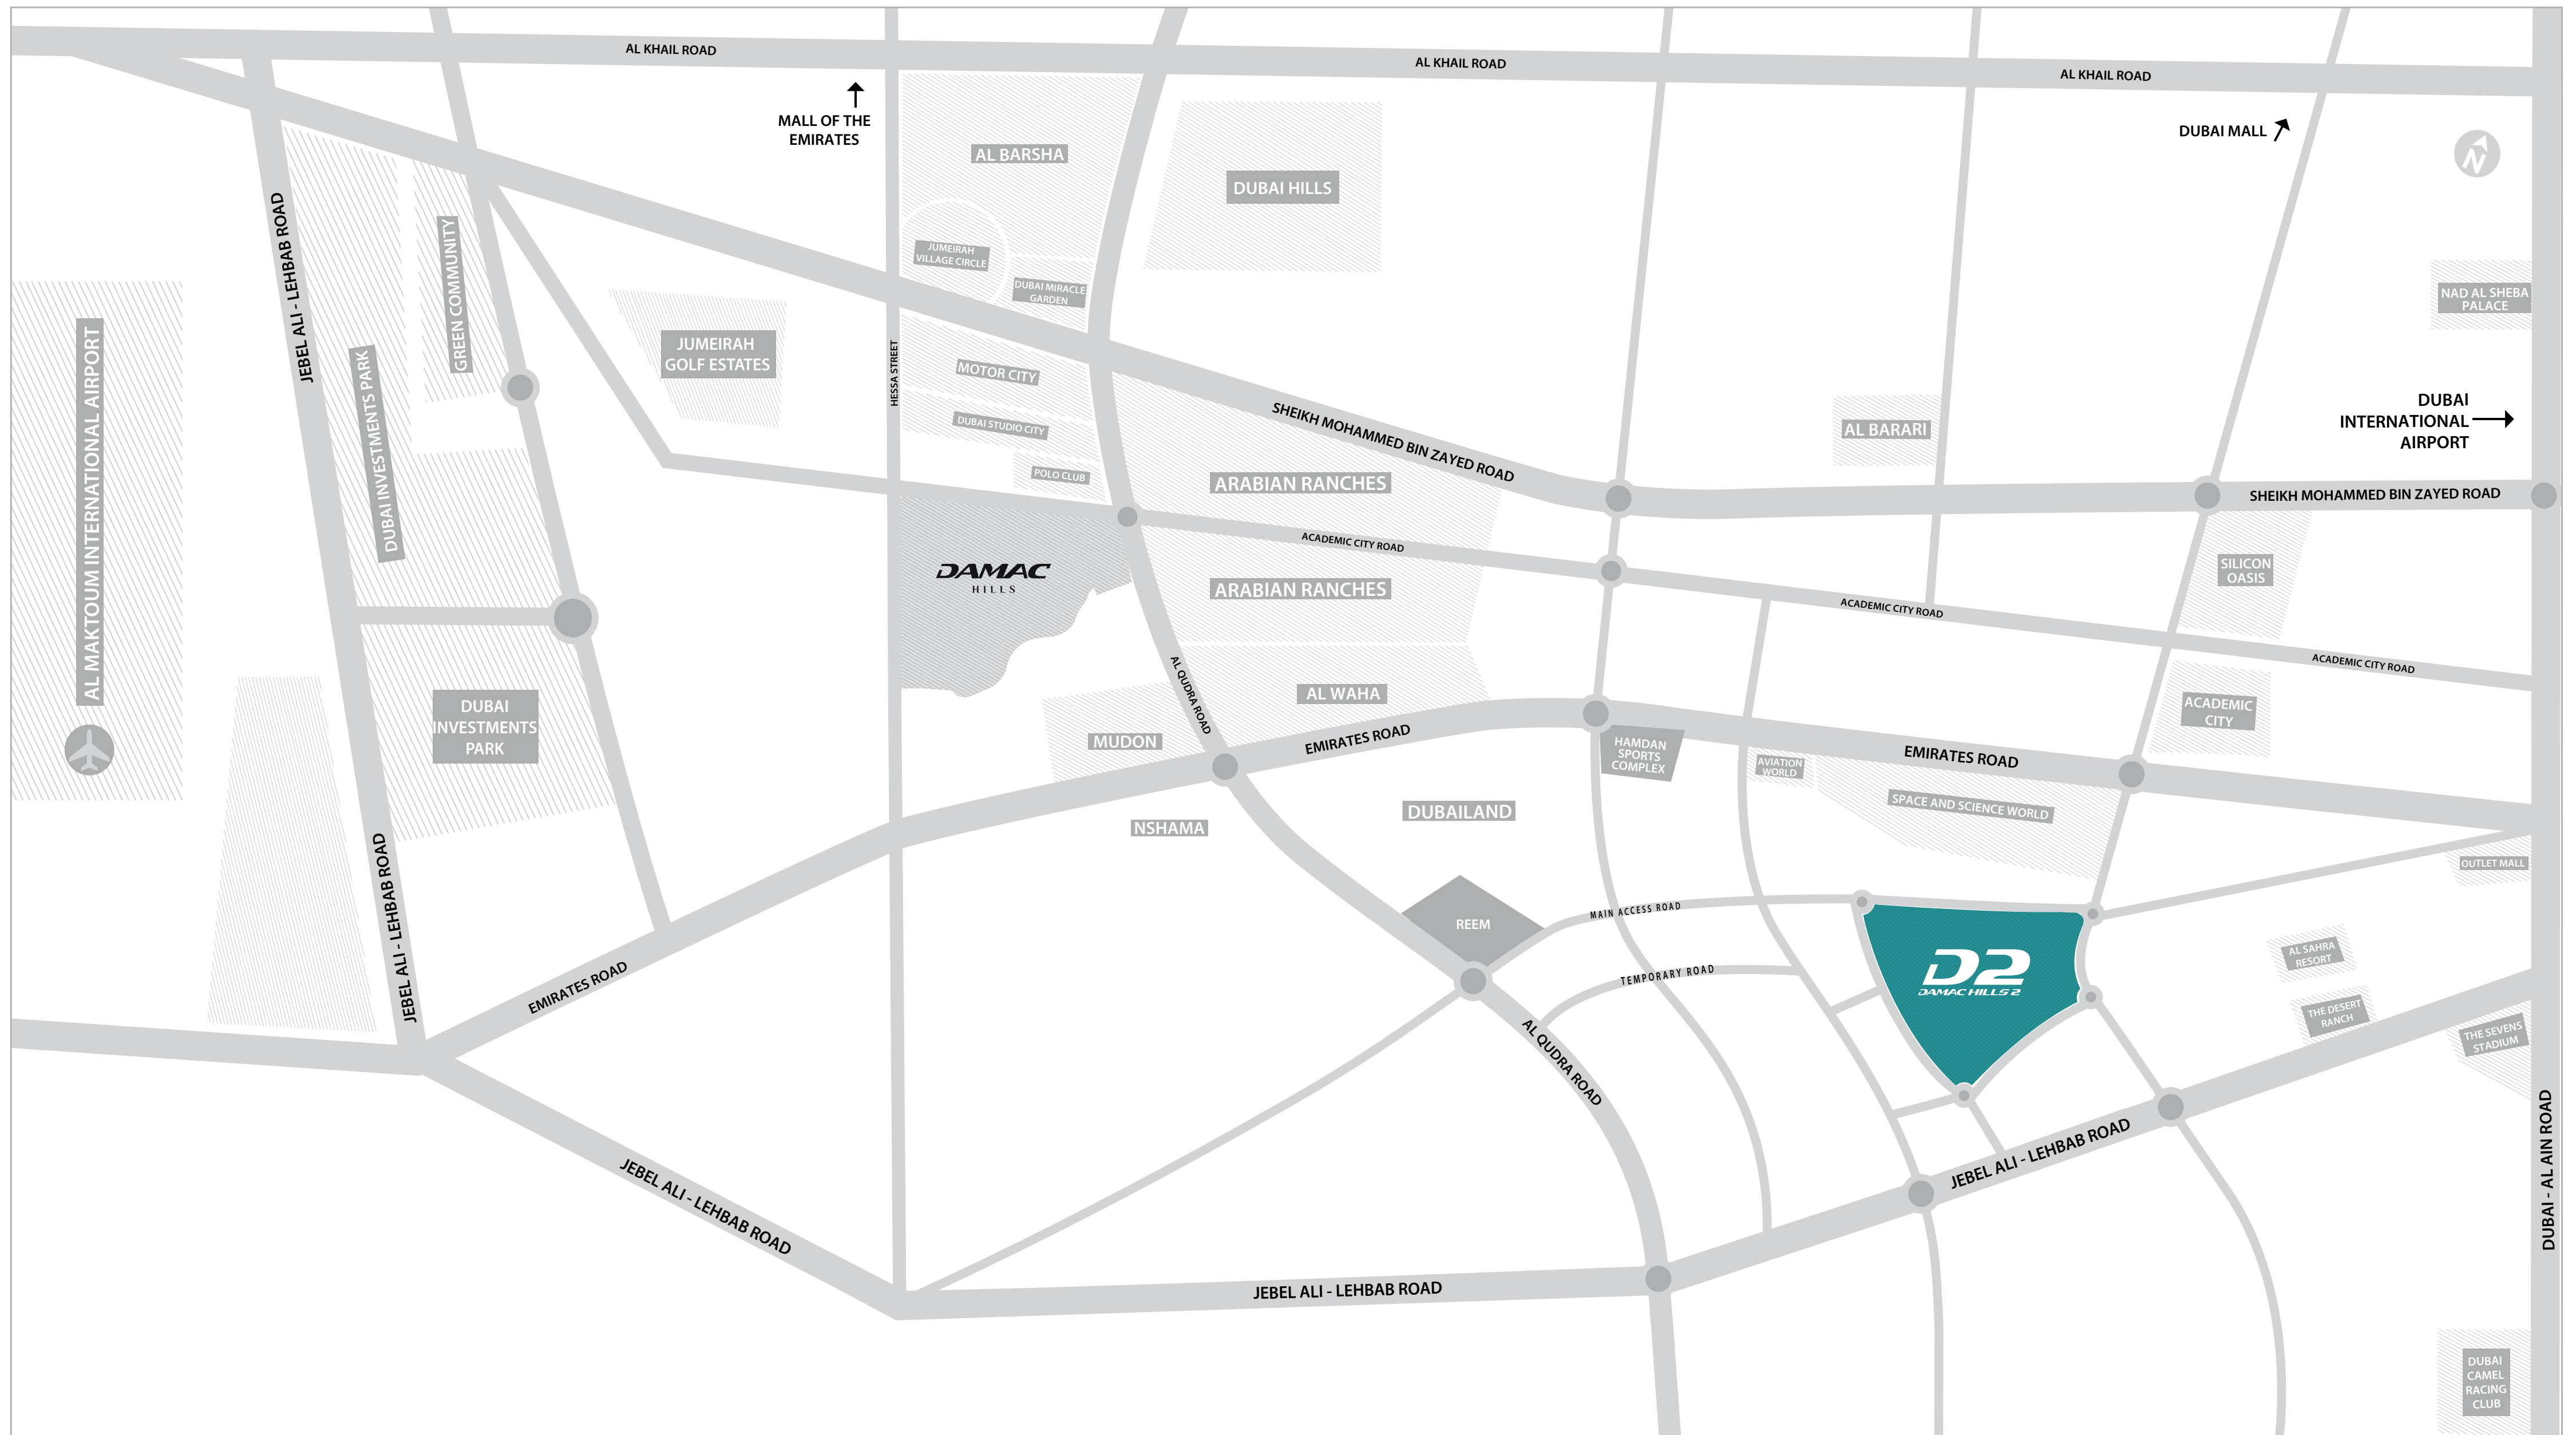 AL KHAIL ROAD
AL KHAIL ROAD
AL KHAIL ROAD
MALL OF THE
EMIRATES
DUBAI MALL
N
AL BARSHA
DUBAI HILLS
JEBEL ALI - LEHBAB ROAD
GREEN COMMUNITY
JUMEIRAH
VILLAGE CIRCLE
DUBAI MIRACLE
GARDEN
NAD AL SHEBA
PALACE
AL MAKTOUM INTERNATIONAL AIRPORT
DUBAI INVESTMENTS PARK
JUMEIRAH
GOLF ESTATES
HESSA STREET
MOTOR CITY
DUBAI STUDIO CITY
POLO CLUB
SHEIKH MOHAMMED BIN ZAYED ROAD
AL BARARI
DUBAI
INTERNATIONAL
AIRPORT
ARABIAN RANCHES
SHEIKH MOHAMMED BIN ZAYED ROAD
ACADEMIC CITY ROAD
DAMAC
HILLS
ARABIAN RANCHES
SILICON
OASIS
ACADEMIC CITY ROAD
ACADEMIC CITY ROAD
AL QUDRA ROAD
AL WAHA
DUBAI
INVESTMENTS
PARK
MUDON
EMIRATES ROAD
HAMDAN
SPORTS
COMPLEX
ACADEMIC
CITY
EMIRATES ROAD
AVIATION
WORLD
SPACE AND SCIENCE WORLD
NSHAMA
DUBAILAND
OUTLET MALL
JEBEL ALI - LEHBAB ROAD
REEM
MAIN ACCESS ROAD
TEMPORARY ROAD
D2
DAMAC HILLS 2
AL SAHRA
RESORT
THE DESERT
RANCH
THE SEVENS
STADIUM
EMIRATES ROAD
AL QUDRA ROAD
JEBEL ALI - LEHBAB ROAD
JEBEL ALI - LEHBAB ROAD
JEBEL ALI - LEHBAB ROAD
DUBAI - AL AIN ROAD
DUBAI
CAMEL
RACING
CLUB